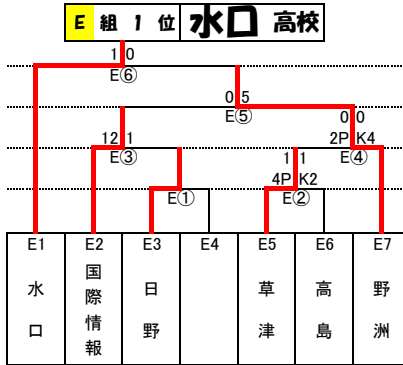 E 組 1 位 水口 高校
1 0
E⑥
0 5
E⑤
0 0
2P K4
E④
12 1
E③
1 1
4P K2
E②
E①
E1 E2 E3 E4 E5 E6 E7
水口 国際情報 日野 草津 高島 野洲